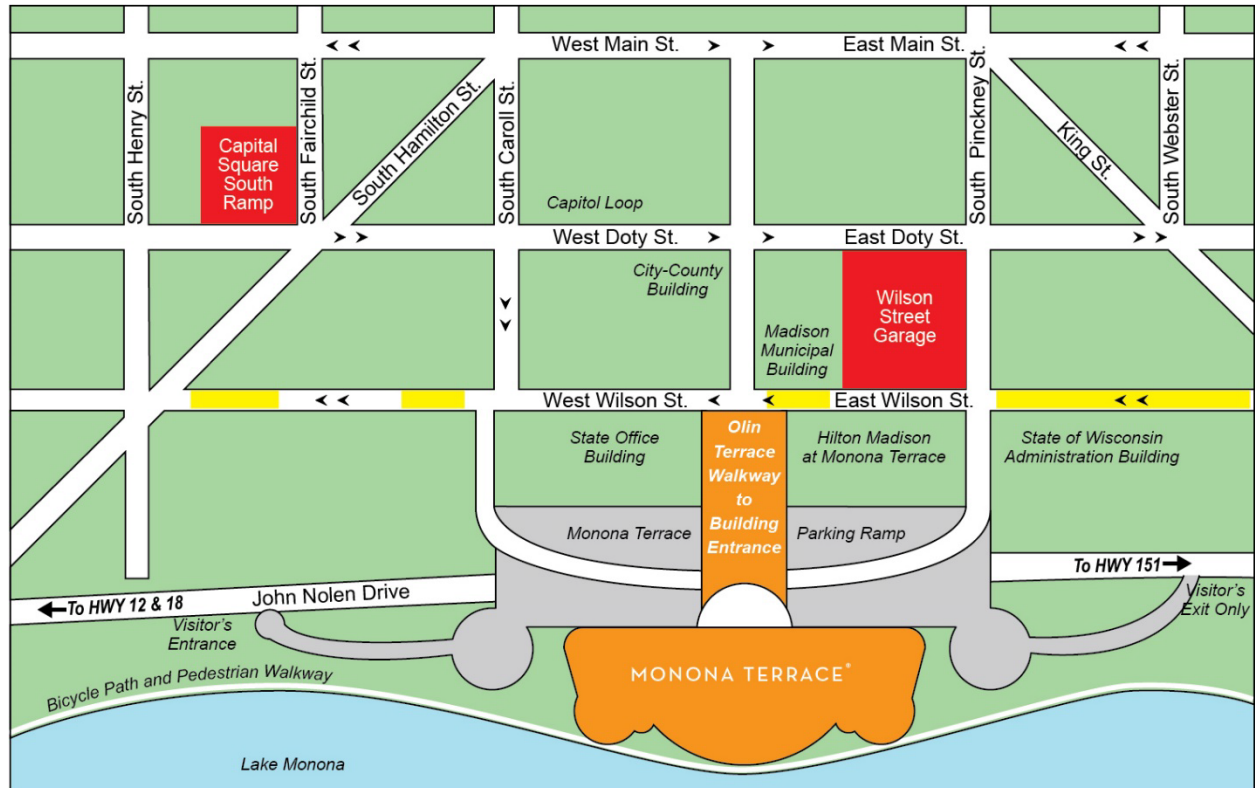 West Main St.
East Main St.
South Henry St.
South Fairchild St.
South Hamilton St.
South Caroll St.
South Pinckney St.
King St.
South Webster St.
Capital
Square
South
Ramp
Capitol Loop
West Doty St.
East Doty St.
City-County
Building
Madison
Municipal
Building
Wilson
Street
Garage
West Wilson St.
East Wilson St.
State Office
Building
Olin
Terrace
Walkway
to
Building
Entrance
Hilton Madison
at Monona Terrace
State of Wisconsin
Administration Building
Monona Terrace
Parking Ramp
To HWY 151
To HWY 12 & 18
John Nolen Drive
Visitor's
Entrance
Visitor's
Exit Only
MONONA TERRACE®
Bicycle Path and Pedestrian Walkway
Lake Monona